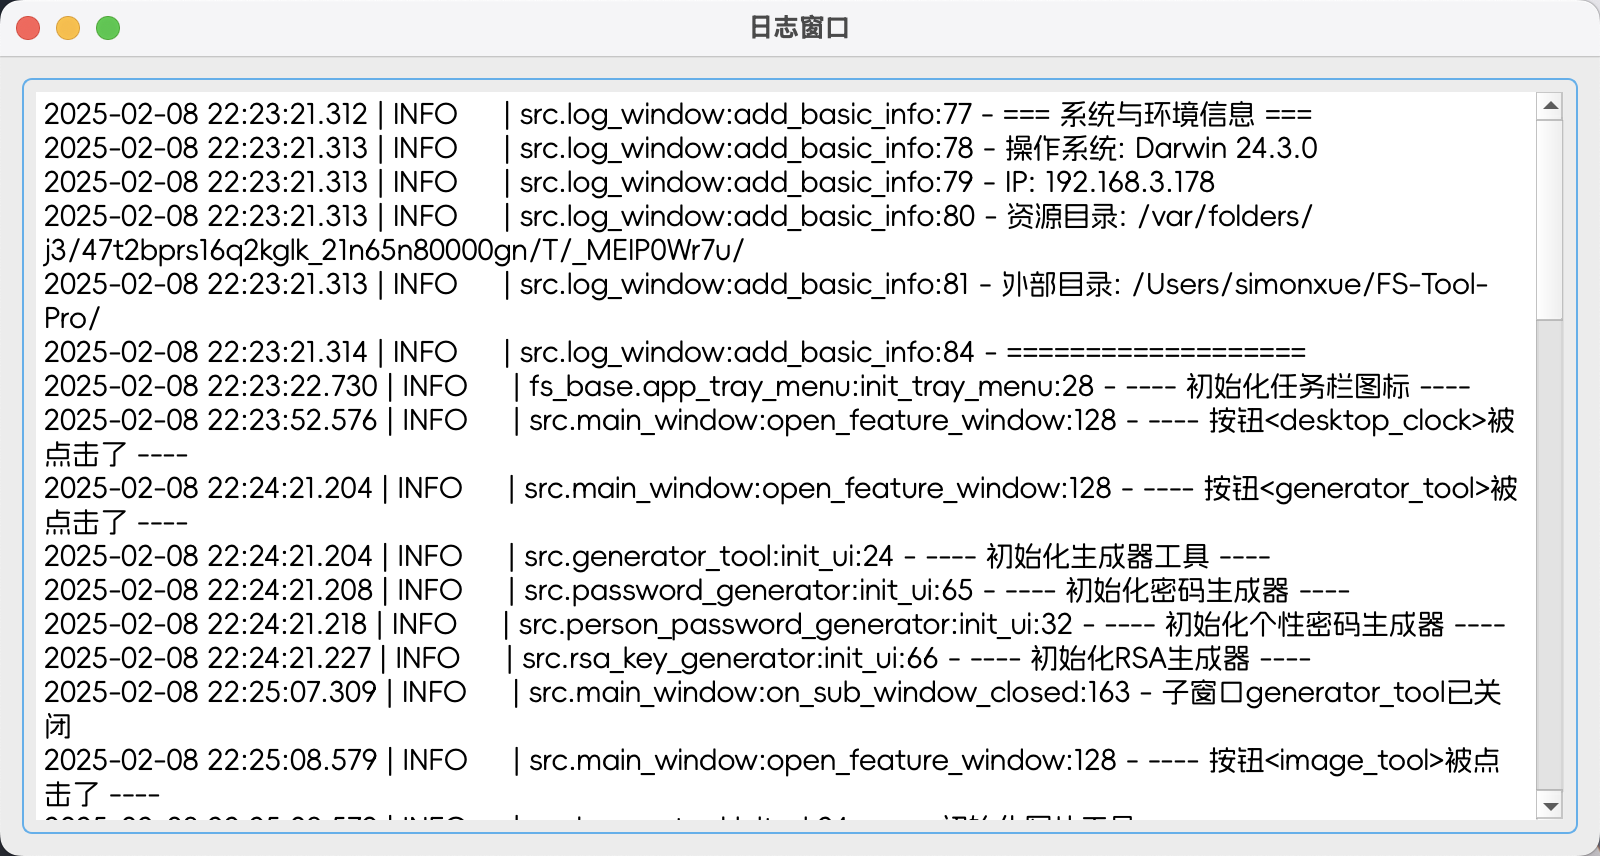 日志窗口
2025-02-08 22:23:21.312 | INFO     | src.log_window:add_basic_info:77 - === 系统与环境信息 ===
2025-02-08 22:23:21.313 | INFO     | src.log_window:add_basic_info:78 - 操作系统: Darwin 24.3.0
2025-02-08 22:23:21.313 | INFO     | src.log_window:add_basic_info:79 - IP: 192.168.3.178
2025-02-08 22:23:21.313 | INFO     | src.log_window:add_basic_info:80 - 资源目录: /var/folders/
j3/47t2bprs16q2kglk_21n65n80000gn/T/_MEIP0Wr7u/
2025-02-08 22:23:21.313 | INFO     | src.log_window:add_basic_info:81 - 外部目录: /Users/simonxue/FS-Tool-
Pro/
2025-02-08 22:23:21.314 | INFO     | src.log_window:add_basic_info:84 - ===================
2025-02-08 22:23:22.730 | INFO     | fs_base.app_tray_menu:init_tray_menu:28 - ---- 初始化任务栏图标 ----
2025-02-08 22:23:52.576 | INFO     | src.main_window:open_feature_window:128 - ---- 按钮<desktop_clock>被
点击了 ----
2025-02-08 22:24:21.204 | INFO     | src.main_window:open_feature_window:128 - ---- 按钮<generator_tool>被
点击了 ----
2025-02-08 22:24:21.204 | INFO     | src.generator_tool:init_ui:24 - ---- 初始化生成器工具 ----
2025-02-08 22:24:21.208 | INFO     | src.password_generator:init_ui:65 - ---- 初始化密码生成器 ----
2025-02-08 22:24:21.218 | INFO     | src.person_password_generator:init_ui:32 - ---- 初始化个性密码生成器 ----
2025-02-08 22:24:21.227 | INFO     | src.rsa_key_generator:init_ui:66 - ---- 初始化RSA生成器 ----
2025-02-08 22:25:07.309 | INFO     | src.main_window:on_sub_window_closed:163 - 子窗口generator_tool已关
闭
2025-02-08 22:25:08.579 | INFO     | src.main_window:open_feature_window:128 - ---- 按钮<image_tool>被点
击了 ----